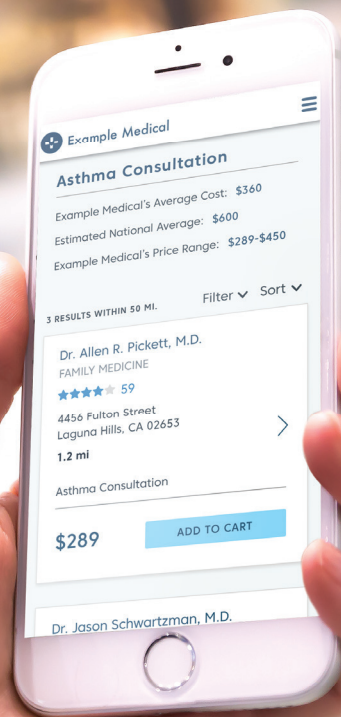 Example Medical
Asthma Consultation
Example Medical's Average Cost: $360
Estimated National Average: $600
Example Medical's Price Range: $289-$450
3 RESULTS WITHIN 50 MI.
Filter Sort
Dr. Allen R. Pickett, M.D.
FAMILY MEDICINE
59
4456 Fulton Street
Laguna Hills, CA 02653
1.2 mi
Asthma Consultation
$289 ADD TO CART
Dr. Jason Schwartzman, M.D.